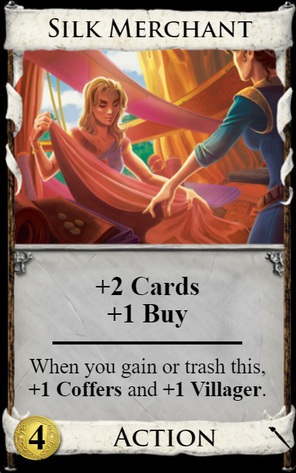 SILK MERCHANT
+2 Cards
+1 Buy
When you gain or trash this,
+1 Coffers and +1 Villager.
4 ACTION